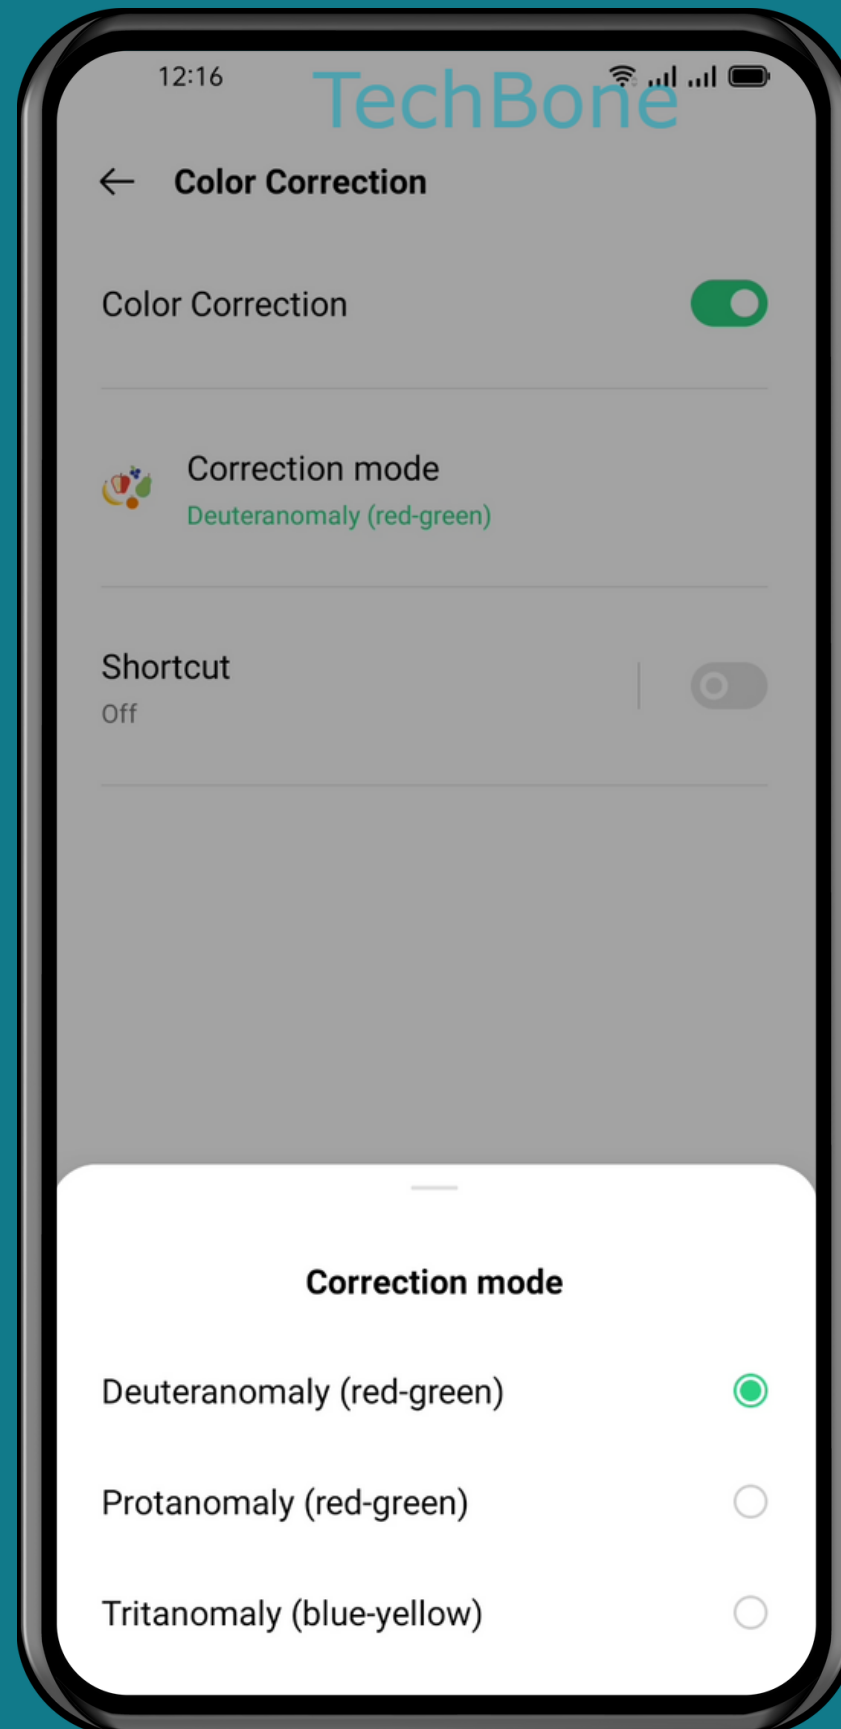 12:16
TechBone
Color Correction
Color Correction
Correction mode
Deuteranomaly (red-green)
Shortcut
Off
Correction mode
Deuteranomaly (red-green)
Protanomaly (red-green)
Tritanomaly (blue-yellow)